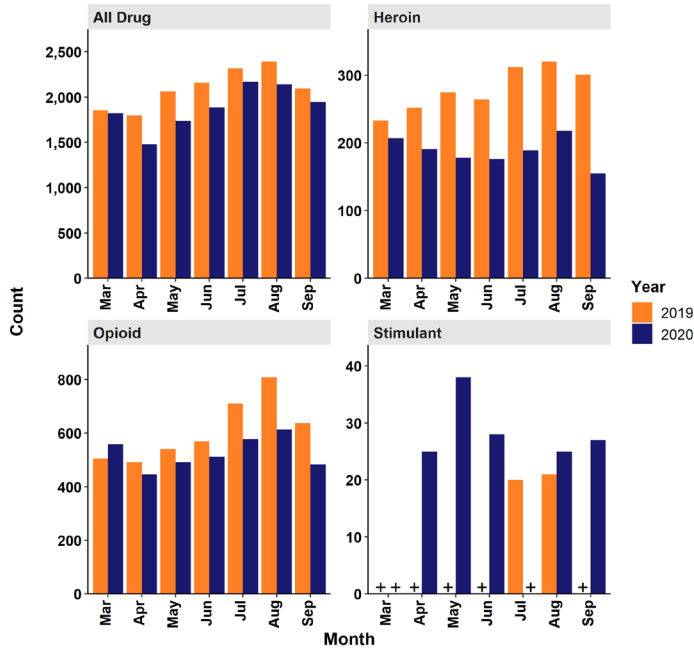 All Drug
2,500
2,000
1,500
1,000
500
0
Mar Apr May Jun Jul Aug Sep
Heroin
300
200
100
0
Mar Apr May Jun Jul Aug Sep
Opioid
800
600
400
200
0
Mar Apr May Jun Jul Aug Sep
Stimulant
40
30
20
10
0
+ + + + + + +
Mar Apr May Jun Jul Aug Sep
Count
Month
Year
2019
2020